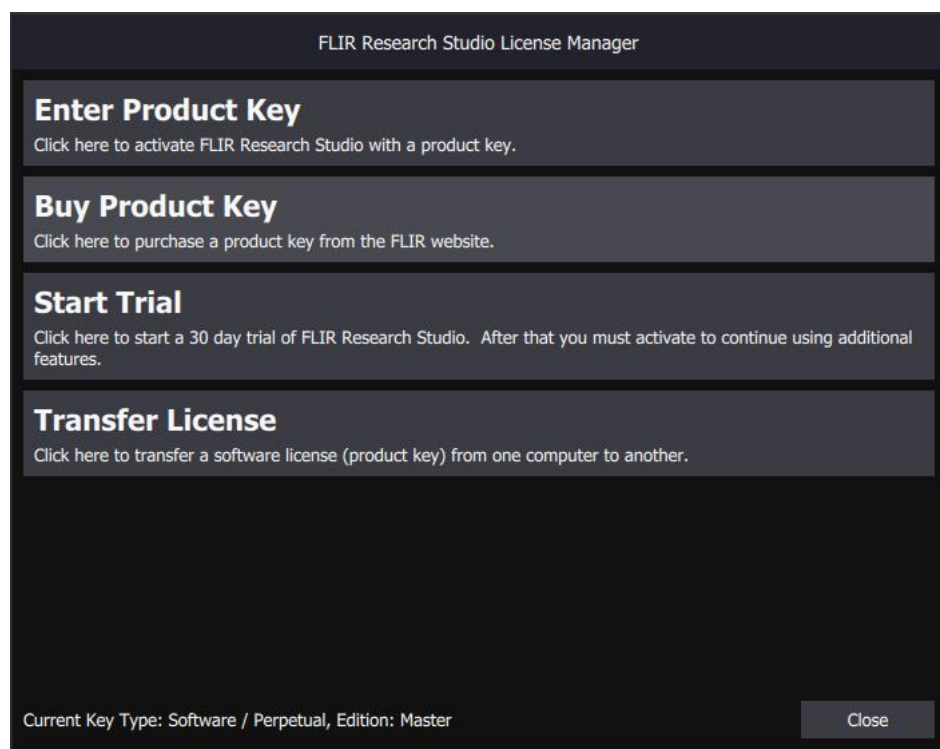 FLIR Research Studio License Manager
Enter Product Key
Click here to activate FLIR Research Studio with a product key.
Buy Product Key
Click here to purchase a product key from the FLIR website.
Start Trial
Click here to start a 30 day trial of FLIR Research Studio.  After that you must activate to continue using additional
features.
Transfer License
Click here to transfer a software license (product key) from one computer to another.
Current Key Type: Software / Perpetual, Edition: Master
Close